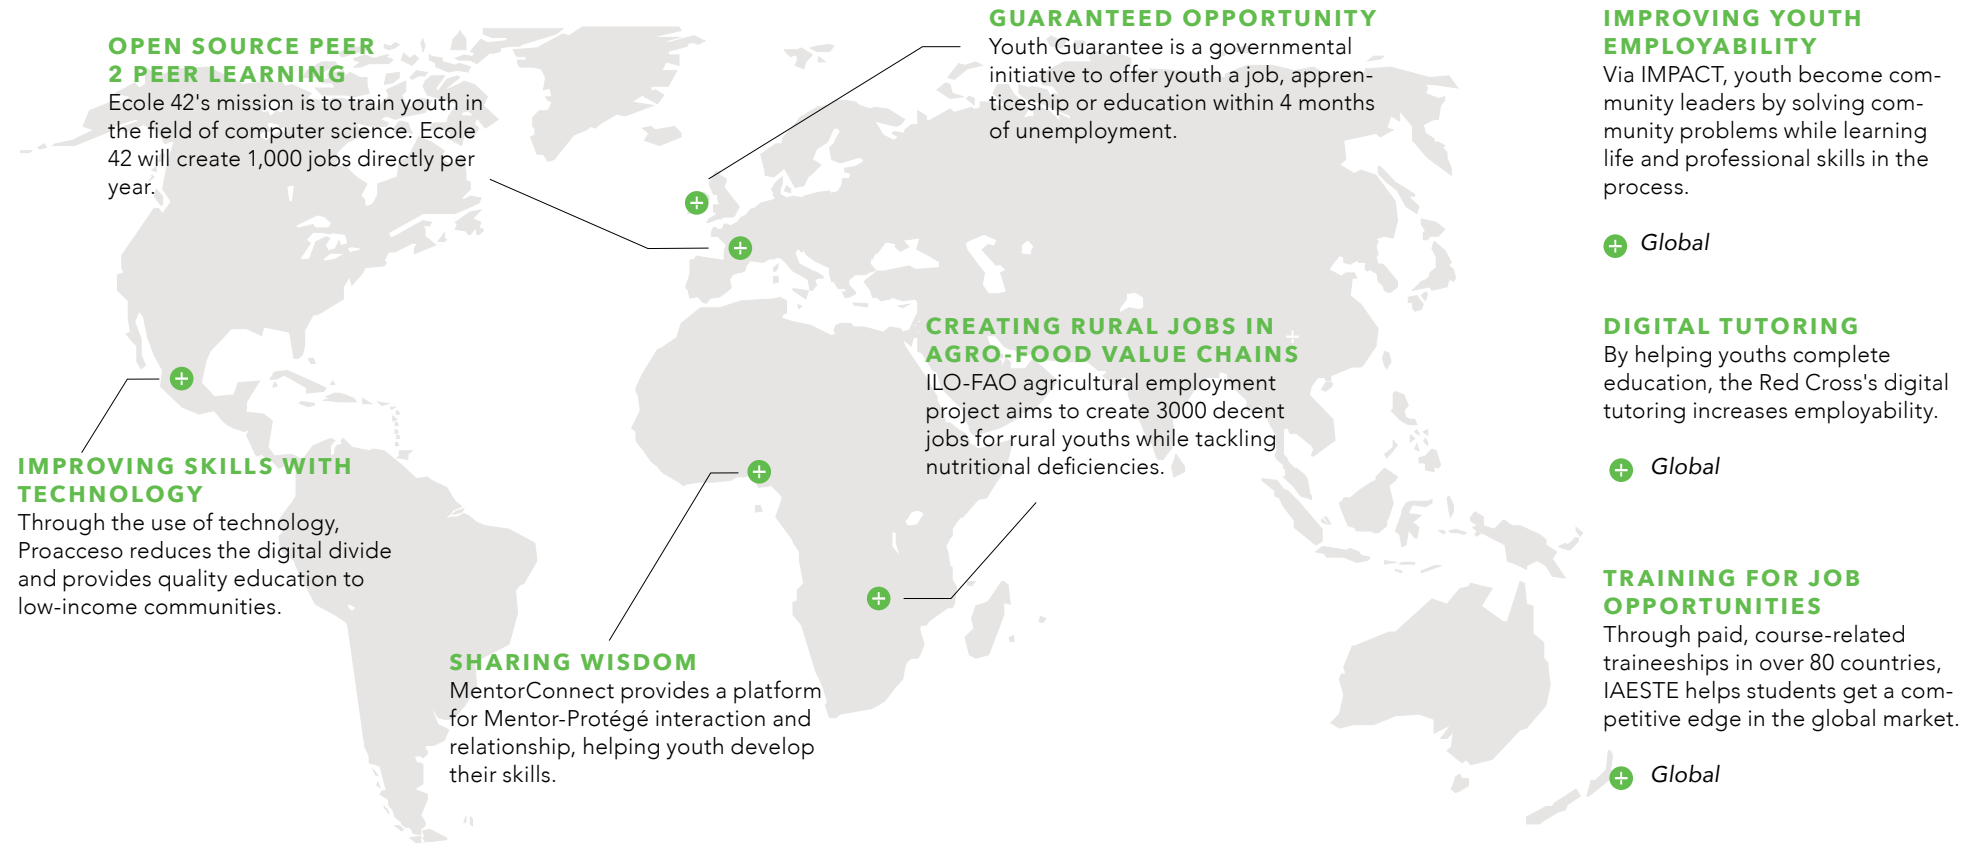 OPEN SOURCE PEER
2 PEER LEARNING
Ecole 42's mission is to train youth in
the field of computer science. Ecole
42 will create 1,000 jobs directly per
year.
GUARANTEED OPPORTUNITY
Youth Guarantee is a governmental
initiative to offer youth a job, appren-
ticeship or education within 4 months
of unemployment.
CREATING RURAL JOBS IN
AGRO-FOOD VALUE CHAINS
ILO-FAO agricultural employment
project aims to create 3000 decent
jobs for rural youths while tackling
nutritional deficiencies.
IMPROVING SKILLS WITH
TECHNOLOGY
Through the use of technology,
Proacceso reduces the digital divide
and provides quality education to
low-income communities.
SHARING WISDOM
MentorConnect provides a platform
for Mentor-Protégé interaction and
relationship, helping youth develop
their skills.
IMPROVING YOUTH
EMPLOYABILITY
Via IMPACT, youth become com-
munity leaders by solving com-
munity problems while learning
life and professional skills in the
process.
Global
DIGITAL TUTORING
By helping youths complete
education, the Red Cross's digital
tutoring increases employability.
Global
TRAINING FOR JOB
OPPORTUNITIES
Through paid, course-related
traineeships in over 80 countries,
IAESTE helps students get a com-
petitive edge in the global market.
Global